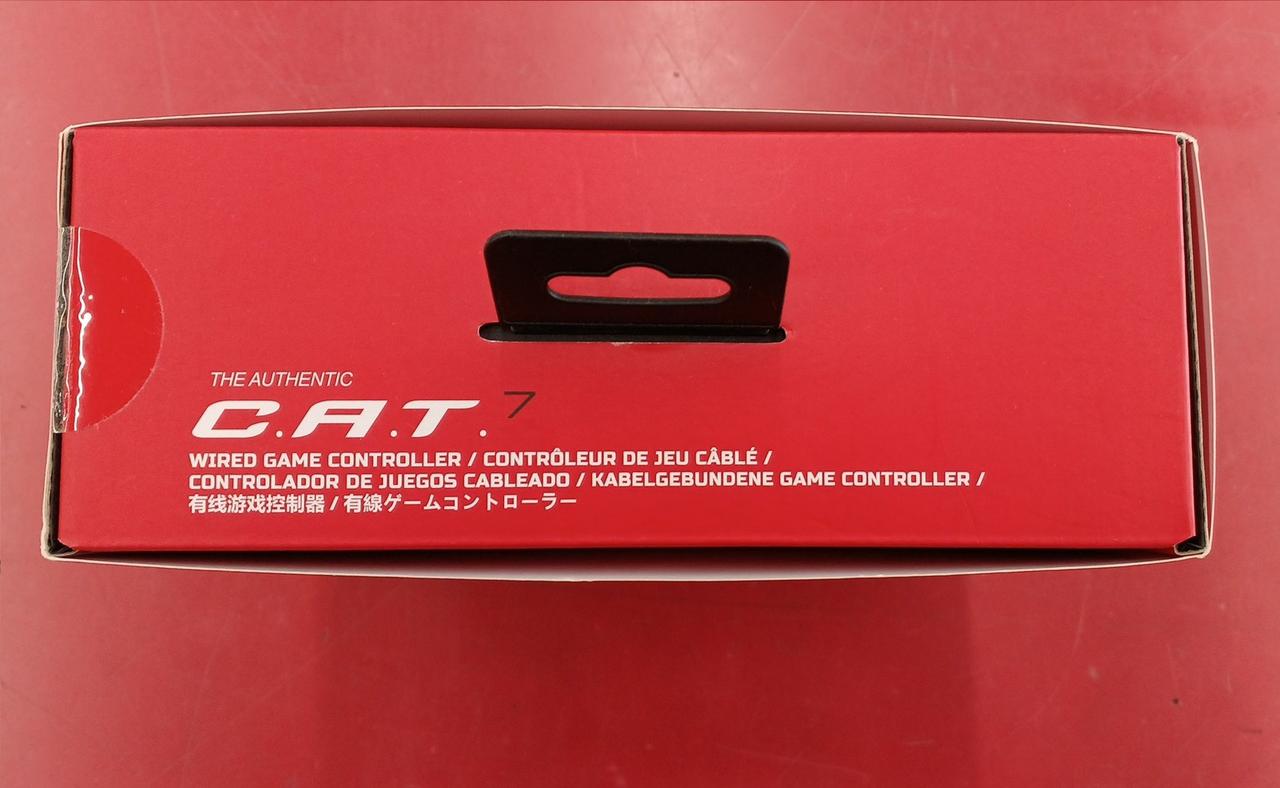 THE AUTHENTIC
C.A.T. 7
WIRED GAME CONTROLLER / CONTRÔLEUR DE JEU CÂBLÉ /
CONTROLADOR DE JUEGOS CABLEADO / KABELGEBUNDENE GAME CONTROLLER /
有线游戏控制器 / 有線ゲームコントローラー